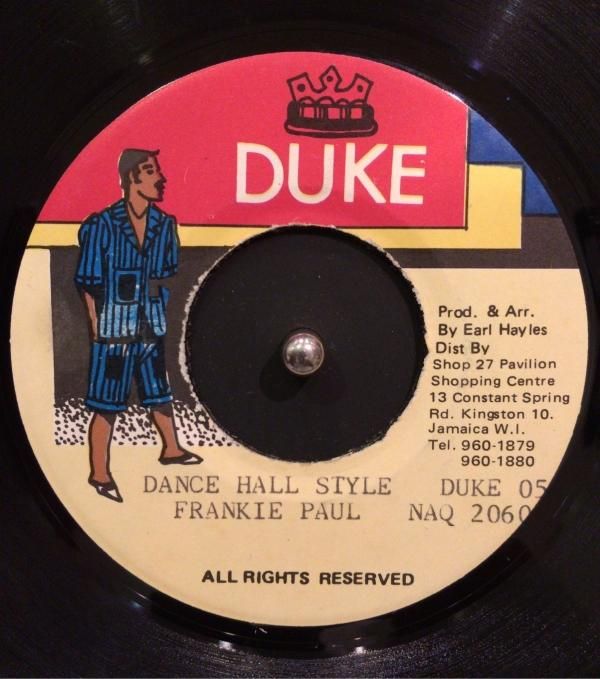 DUKE
Prod. & Arr.
By Earl Hayles
Dist By
Shop 27 Pavilion
Shopping Centre
13 Constant Spring
Rd. Kingston 10.
Jamaica W.I.
Tel. 960-1879
960-1880
DANCE HALL STYLE DUKE 05
FRANKIE PAUL NAQ 2060
ALL RIGHTS RESERVED